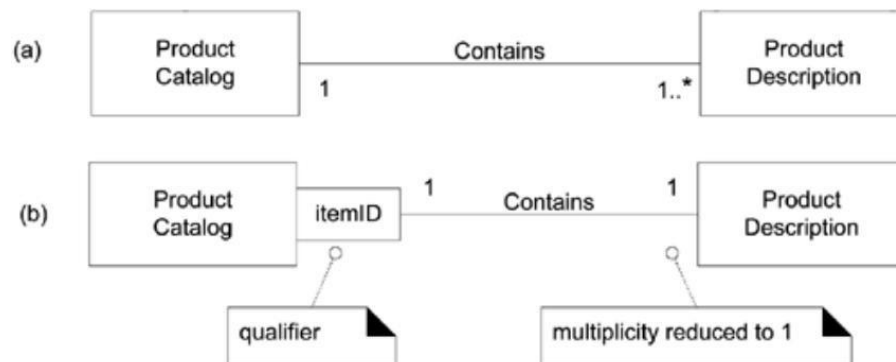 (a)
Product
Catalog
1
Contains
1..*
Product
Description
(b)
Product
Catalog
itemID
1
Contains
1
Product
Description
qualifier
multiplicity reduced to 1